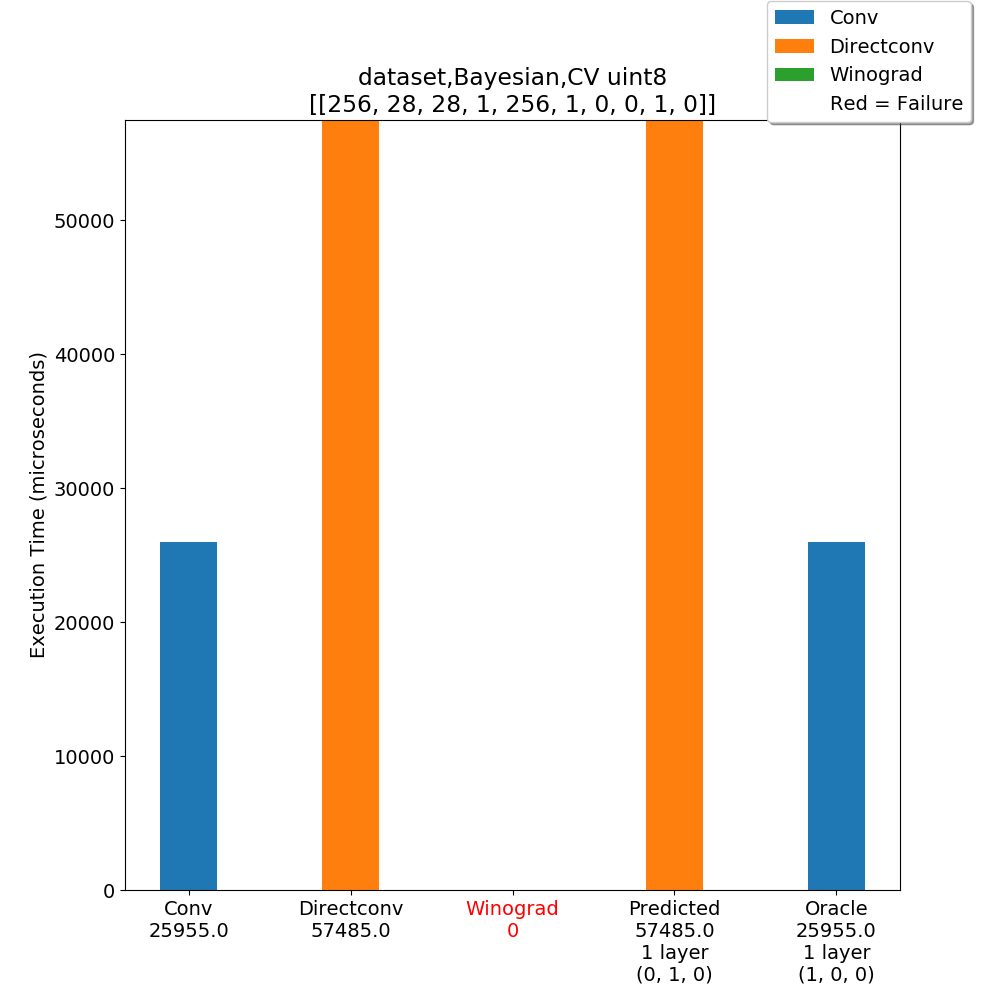 Conv
Directconv
Winograd
Red = Failure
dataset,Bayesian,CV uint8
[[256, 28, 28, 1, 256, 1, 0, 0, 1, 0]]
Execution Time (microseconds)
50000
40000
30000
20000
10000
0
Conv
25955.0
Directconv
57485.0
Winograd
0
Predicted
57485.0
1 layer
(0, 1, 0)
Oracle
25955.0
1 layer
(1, 0, 0)